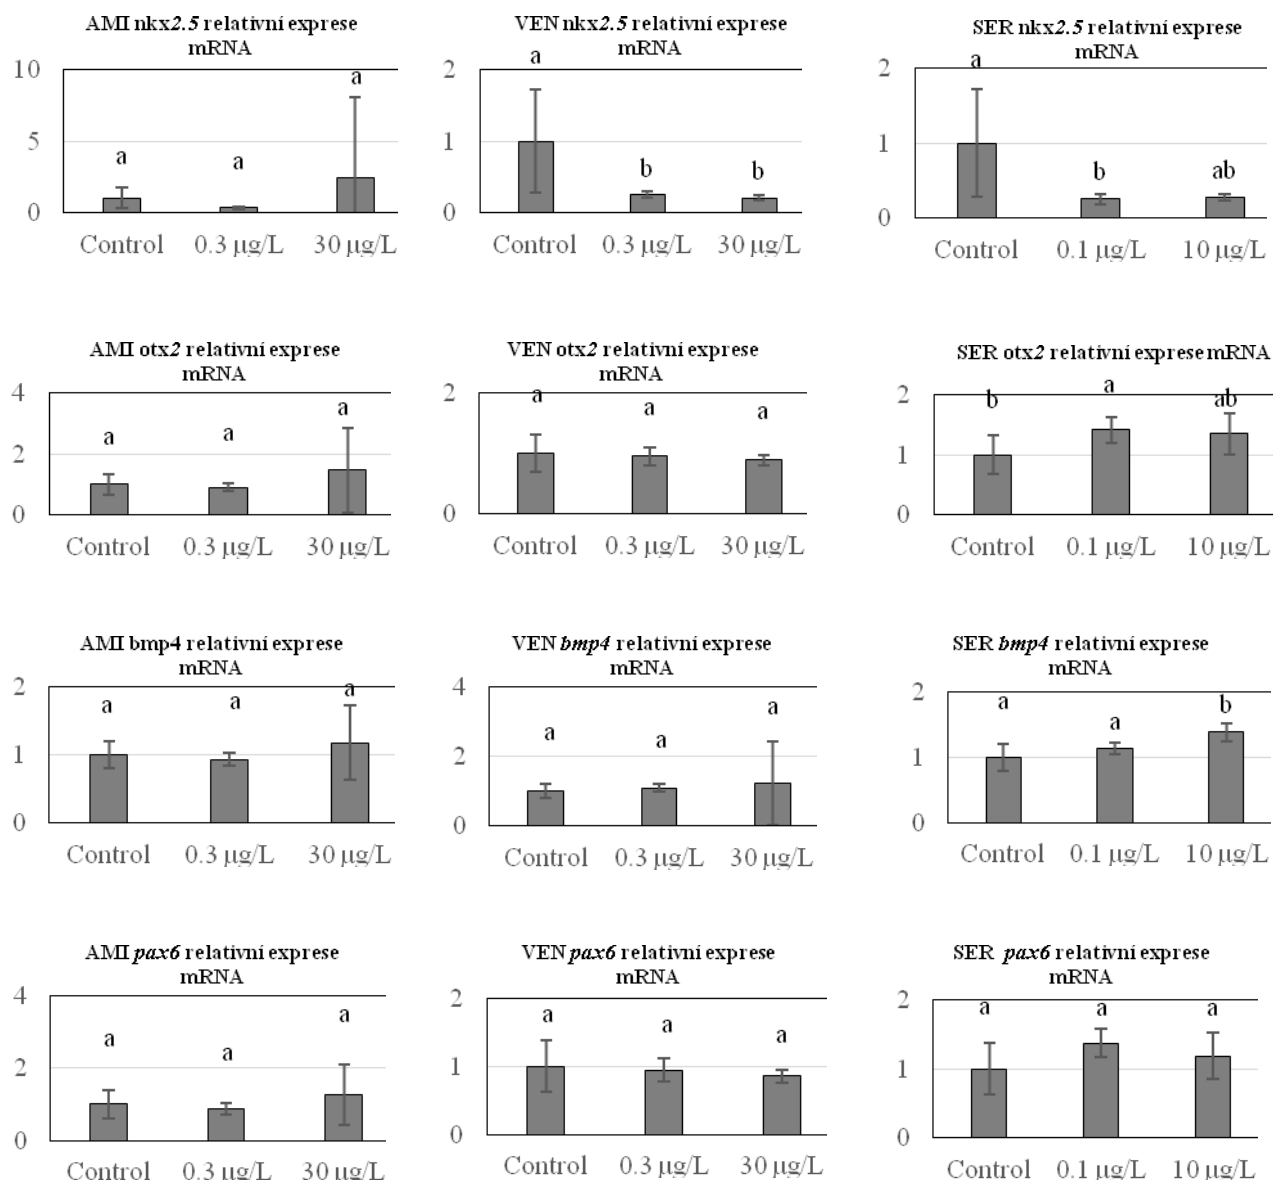 AMI nkx2.5 relativní exprese
mRNA
10
5
0
a
a
a
Control
0.3 µg/L
30 µg/L
VEN nkx2.5 relativní exprese
mRNA
2
1
0
a
b
b
Control
0.3 µg/L
30 µg/L
SER nkx2.5 relativní exprese
mRNA
2
1
0
a
b
ab
Control
0.1 µg/L
10 µg/L
AMI otx2 relativní exprese
mRNA
4
2
0
a
a
a
Control
0.3 µg/L
30 µg/L
VEN otx2 relativní exprese
mRNA
2
0
a
a
a
Control
0.3 µg/L
30 µg/L
SER otx2 relativní exprese mRNA
2
1
0
b
a
ab
Control
0.1 µg/L
10 µg/L
AMI bmp4 relativní exprese
mRNA
2
1
0
a
a
a
Control
0.3 µg/L
30 µg/L
VEN bmp4 relativní exprese
mRNA
4
2
0
a
a
a
Control
0.3 µg/L
30 µg/L
SER bmp4 relativní exprese
mRNA
2
1
0
a
a
b
Control
0.1 µg/L
10 µg/L
AMI pax6 relativní exprese
mRNA
4
2
0
a
a
a
Control
0.3 µg/L
30 µg/L
VEN pax6 relativní exprese
mRNA
2
1
0
a
a
a
Control
0.3 µg/L
30 µg/L
SER pax6 relativní exprese
mRNA
2
1
0
a
a
a
Control
0.1 µg/L
10 µg/L